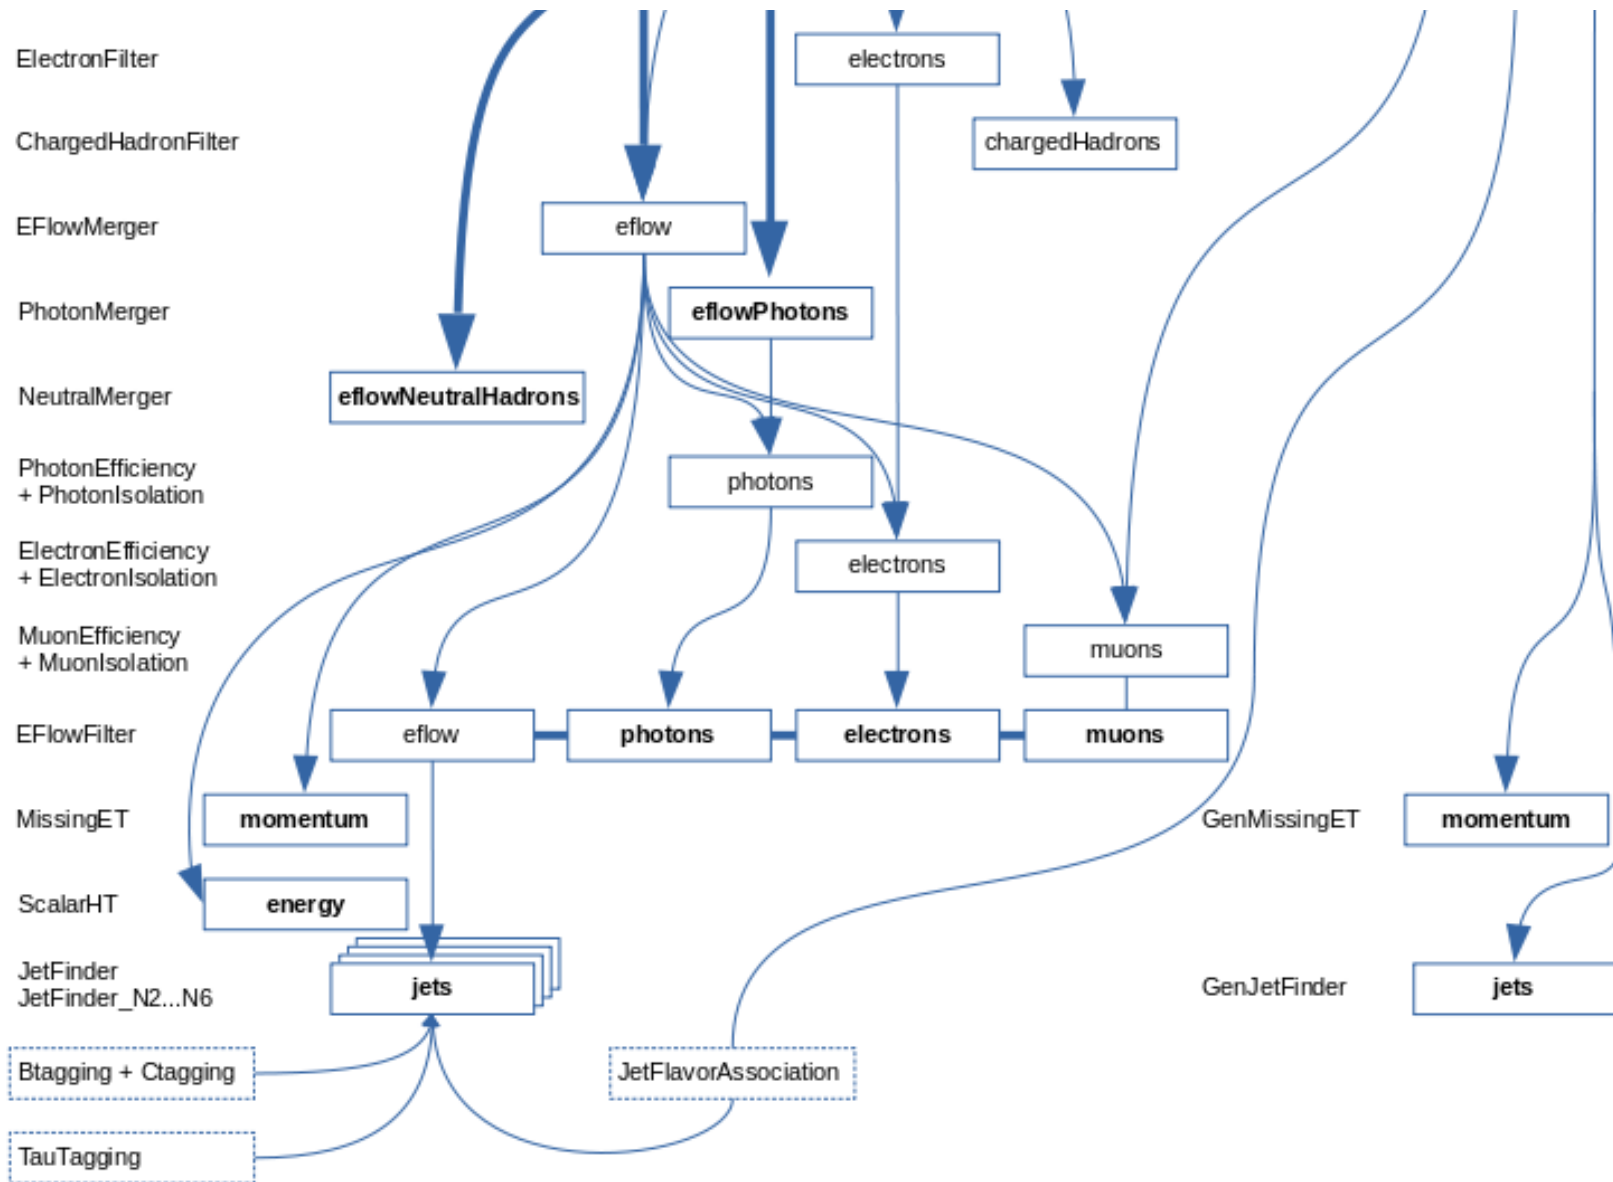 ElectronFilter
electrons
ChargedHadronFilter
chargedHadrons
EFlowMerger
eflow
PhotonMerger
eflowPhotons
NeutralMerger
eflowNeutralHadrons
PhotonEfficiency
+ PhotonIsolation
photons
ElectronEfficiency
+ ElectronIsolation
electrons
MuonEfficiency
+ MuonIsolation
muons
EFlowFilter
eflow
photons
electrons
muons
MissingET
momentum
GenMissingET
momentum
ScalarHT
energy
JetFinder
JetFinder_N2...N6
jets
GenJetFinder
jets
Btagging + Ctagging
JetFlavorAssociation
TauTagging